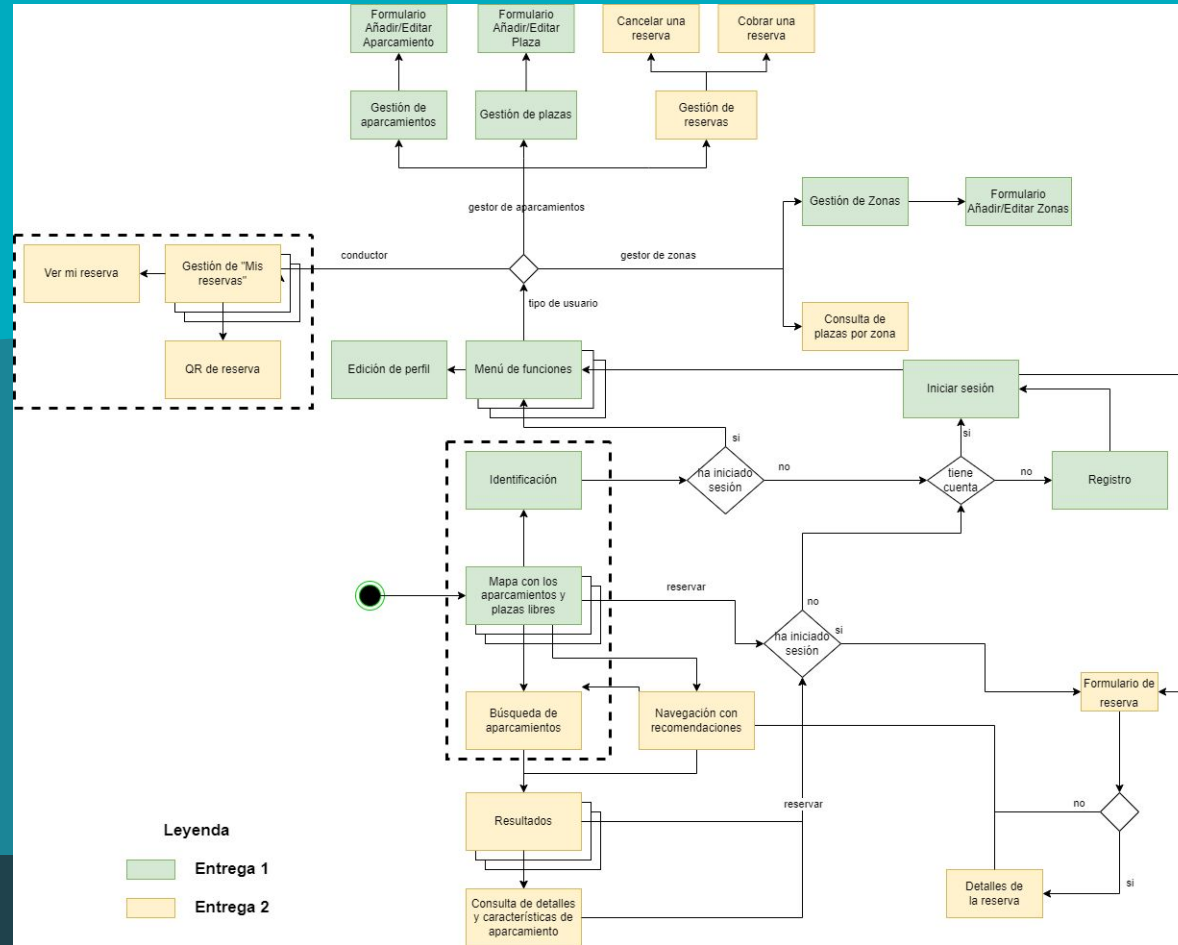 Formulario
Añadir/Editar
Aparcamiento
Formulario
Añadir/Editar
Plaza
Cancelar una
reserva
Cobrar una
reserva
Gestión de
aparcamientos
Gestión de plazas
Gestión de
reservas
gestor de aparcamientos
Gestión de Zonas
Formulario
Añadir/Editar Zonas
Ver mi reserva
Gestión de "Mis
reservas"
conductor
gestor de zonas
tipo de usuario
Consulta de
plazas por zona
QR de reserva
Edición de perfil
Menú de funciones
Iniciar sesión
si
si
Identificación
ha iniciado
sesión
no
tiene
cuenta
no
Registro
Mapa con los
aparcamientos y
plazas libres
reservar
no
ha iniciado
sesión
si
Formulario de
reserva
Búsqueda de
aparcamientos
Navegación con
recomendaciones
Resultados
reservar
no
si
Detalles de
la reserva
Consulta de detalles
y características de
aparcamiento
Leyenda
Entrega 1
Entrega 2